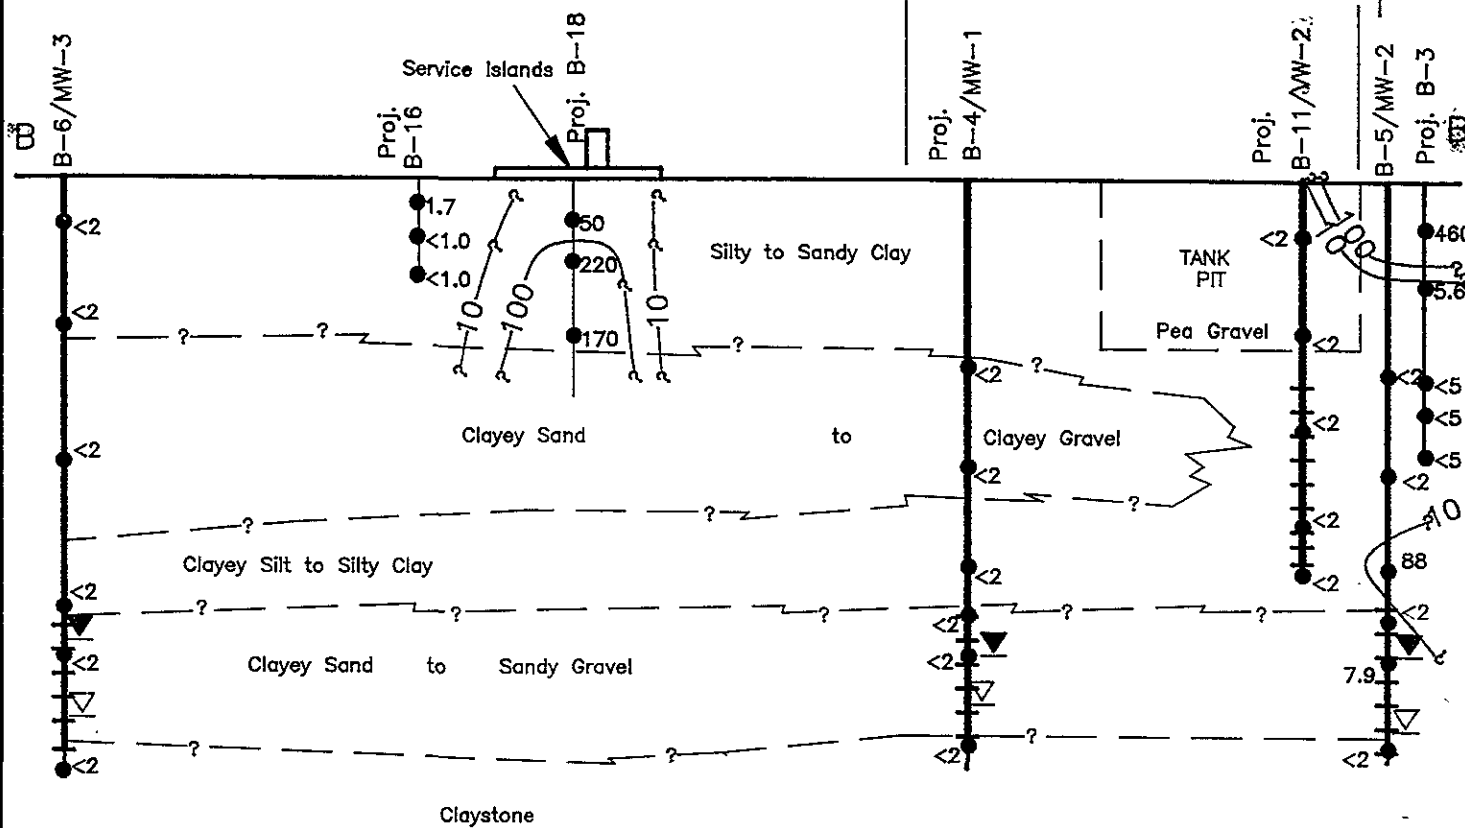 B
B-6/MW-3
Proj.
B-16
Service Islands
Proj. B-18
Proj.
B-4/MW-1
Proj.
B-5/MW-2
Proj. B-3
<2
1.7
<1.0
<1.0
?
?
50
220
170
10
100
10
Silty to Sandy Clay
<2
TANK
PIT
Pea Gravel
100
5.6
<2
? ? ? ?
<2
<2
<2
<5
<5
<5
<2
Clayey Sand to Clayey Gravel
<2
<2
<2
? ? ?
<2
10
Clayey Silt to Silty Clay
<2
<2
88
<2
? ? ? ? ?
<2
<2
<2
<2
Clayey Sand to Sandy Gravel
7.9
? ? ?
<2
<2
<2
Claystone